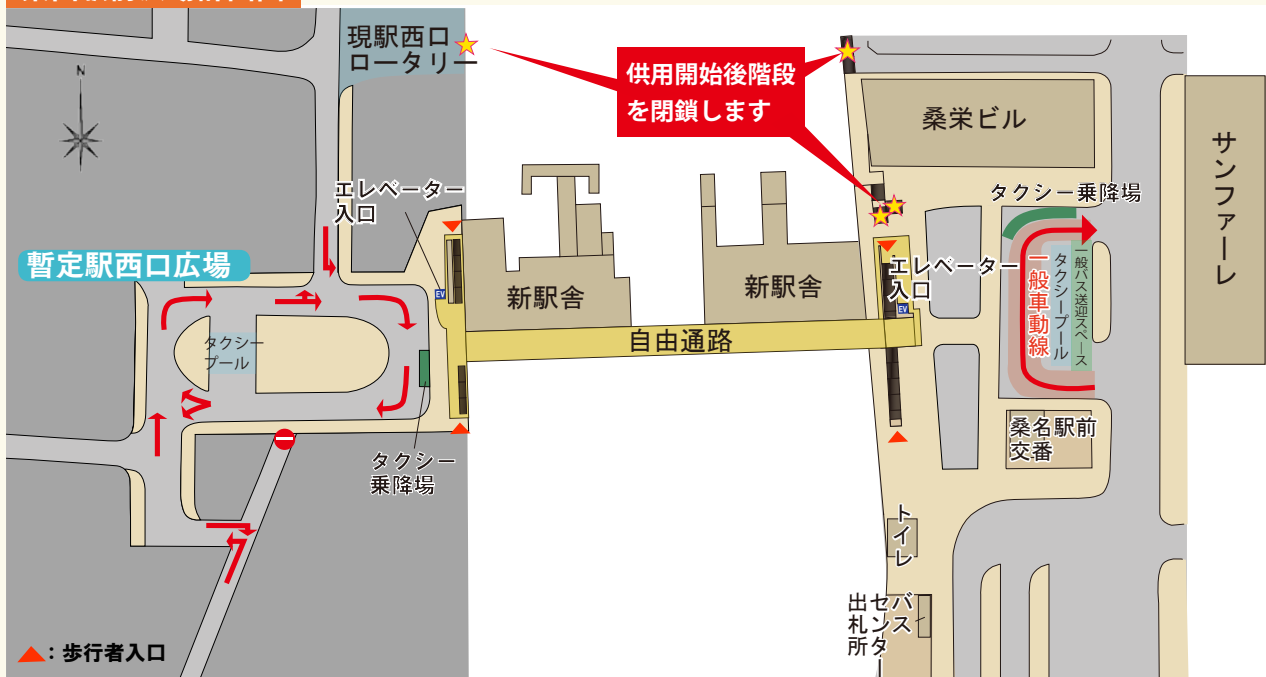 現駅西口
ロータリー
N
供用開始後階段
を閉鎖します
桑栄ビル
サンファーレ
エレベーター
入口
タクシー乗降場
暫定駅西口広場
新駅舎
新駅舎
エレベーター
入口
EV
EV
一般車動線
タクシープール
一般バス送迎スペース
自由通路
タクシー
プール
タクシー
乗降場
桑名駅前
交番
トイレ
バス
センター
出札所
:歩行者入口